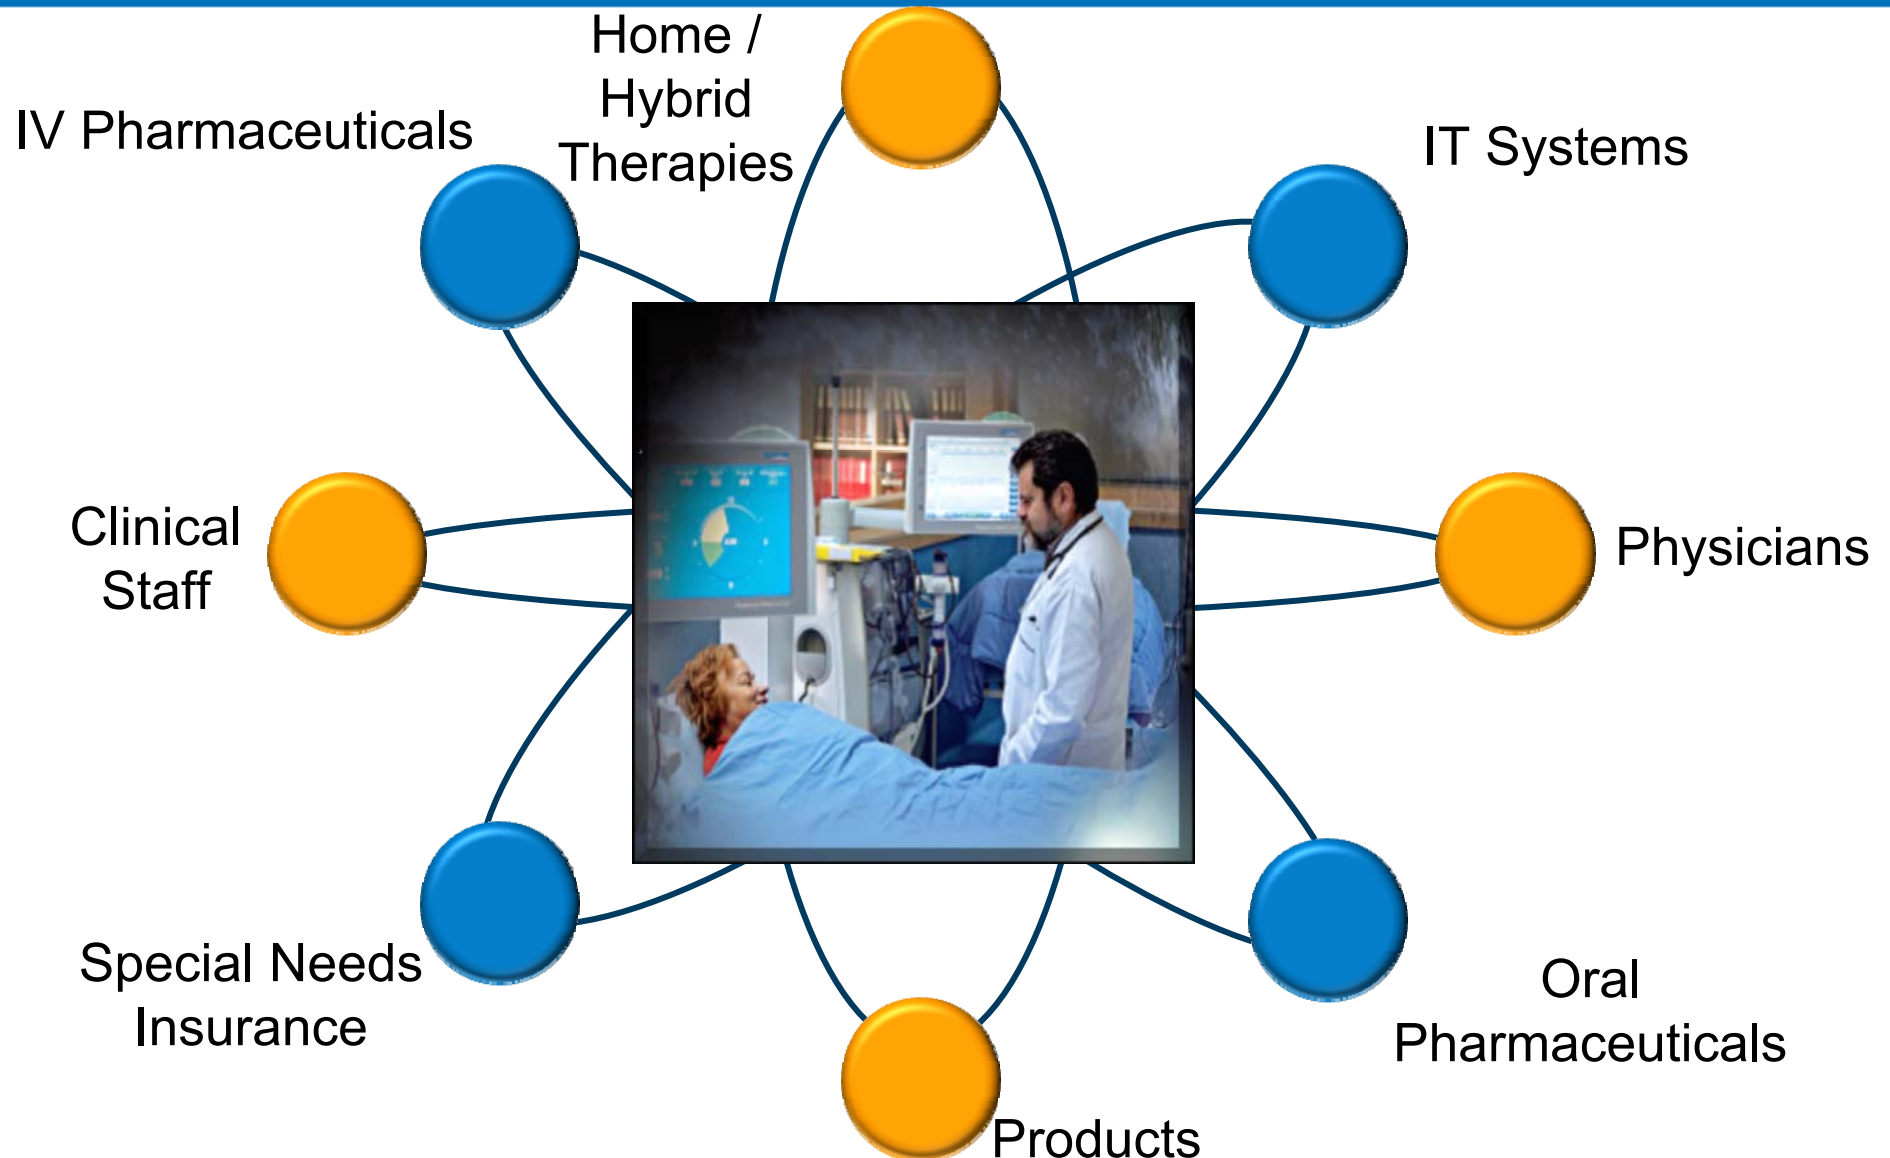 Home /
Hybrid
Therapies
IV Pharmaceuticals
IT Systems
Clinical
Staff
Physicians
Special Needs
Insurance
Oral
Pharmaceuticals
Products